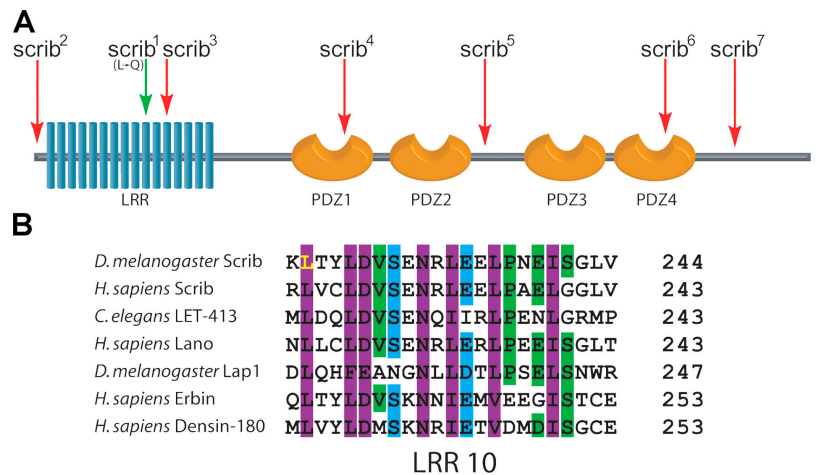 A
scrib2 scrib1 scrib3 scrib4 scrib5 scrib6 scrib7
(L→Q)
LRR PDZ1 PDZ2 PDZ3 PDZ4
B
D. melanogaster Scrib KLTYLDVSENRLEELPNEISGLV 244
H. sapiens Scrib RLVCLDVSENRLEELPAELGGLV 243
C. elegans LET-413 MLDQLDVSENQIIRLPENLGRMP 243
H. sapiens Lano NLLCLDVSENRLERLPEEISGLT 243
D. melanogaster Lap1 DLQHFEANGNLLDTLPSELSNWR 247
H. sapiens Erbin QLTYLDVSKNNIEMVEEGISTCE 253
H. sapiens Densin-180 MLVYLDMSKNRIETVDMDISGCE 253
LRR 10